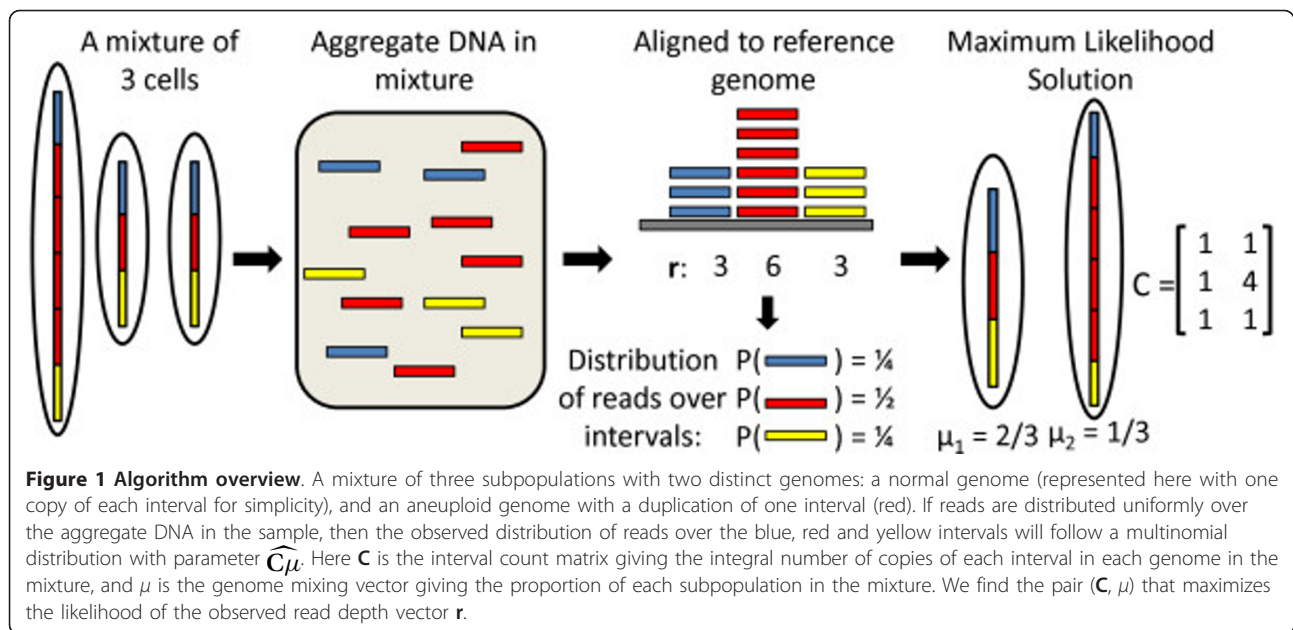 A mixture of
3 cells
Aggregate DNA in
mixture
Aligned to reference
genome
Maximum Likelihood
Solution
r: 3 6 3
Distribution P( ) = ¼
of reads over P( ) = ½
intervals: P( ) = ¼
μ1 = 2/3 μ2 = 1/3
C =
1 1
1 4
1 1
Figure 1 Algorithm overview. A mixture of three subpopulations with two distinct genomes: a normal genome (represented here with one
copy of each interval for simplicity), and an aneuploid genome with a duplication of one interval (red). If reads are distributed uniformly over
the aggregate DNA in the sample, then the observed distribution of reads over the blue, red and yellow intervals will follow a multinomial
distribution with parameter Ĉμ. Here C is the interval count matrix giving the integral number of copies of each interval in each genome in the
mixture, and μ is the genome mixing vector giving the proportion of each subpopulation in the mixture. We find the pair (C, μ) that maximizes
the likelihood of the observed read depth vector r.